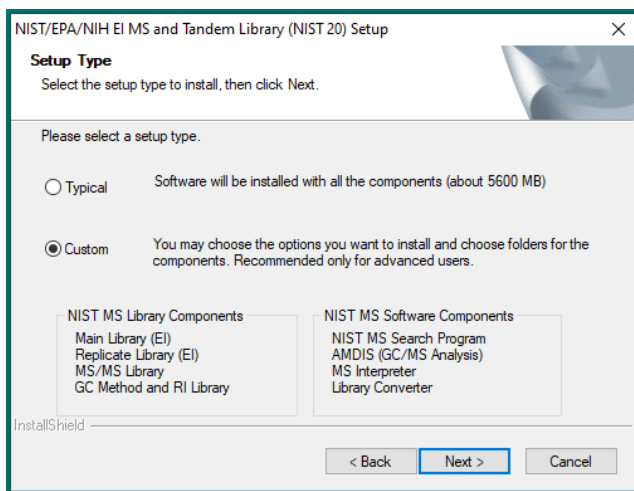 NIST/EPA/NIH EI MS and Tandem Library (NIST 20) Setup
Setup Type
Select the setup type to install, then click Next.
Please select a setup type.
Typical
Software will be installed with all the components (about 5600 MB)
Custom
You may choose the options you want to install and choose folders for the
components. Recommended only for advanced users.
NIST MS Library Components
Main Library (EI)
Replicate Library (EI)
MS/MS Library
GC Method and RI Library
NIST MS Software Components
NIST MS Search Program
AMDIS (GC/MS Analysis)
MS Interpreter
Library Converter
InstallShield
< Back
Next >
Cancel